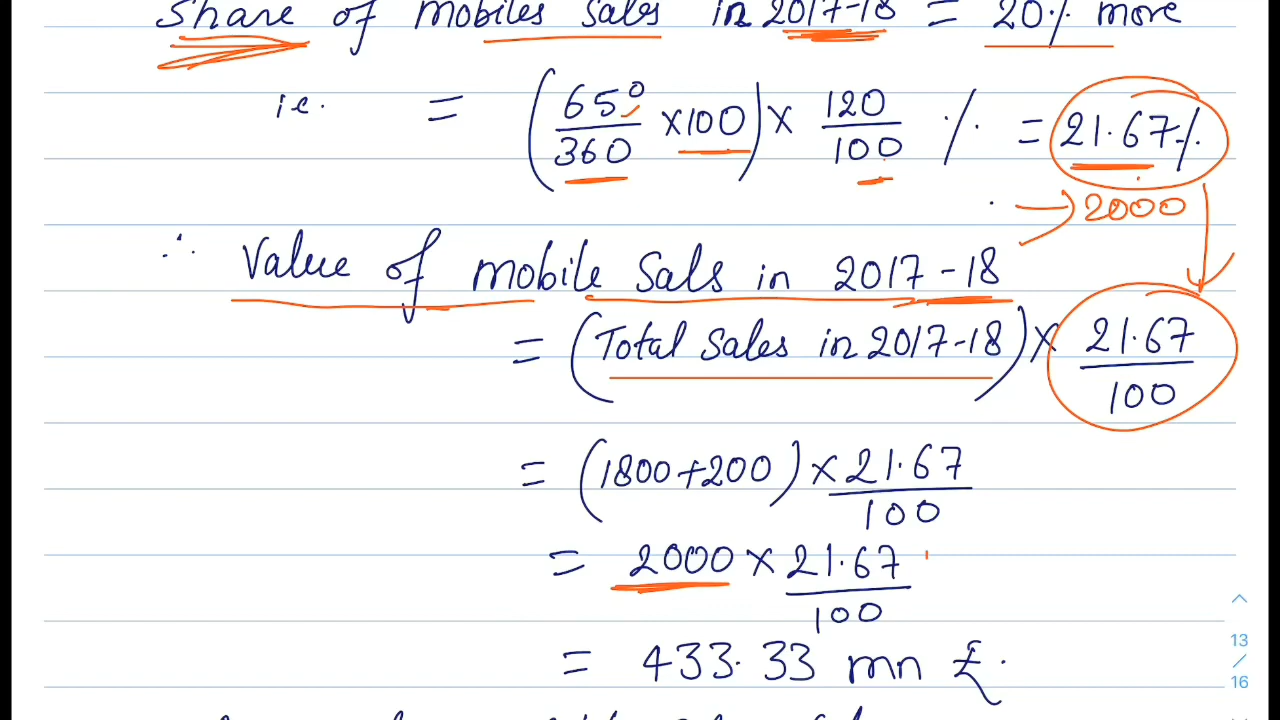 Share of mobiles sales in 2017-18 = 20% more
i.e. = (65°/360 × 100) × 120/100 % = 21.67%
→ 2000
∴ Value of mobile Sals in 2017-18
= (Total Sales in 2017-18) × 21.67/100
= (1800+200) × 21.67/100
= 2000 × 21.67/100
= 433.33 mn £.
13
/
16